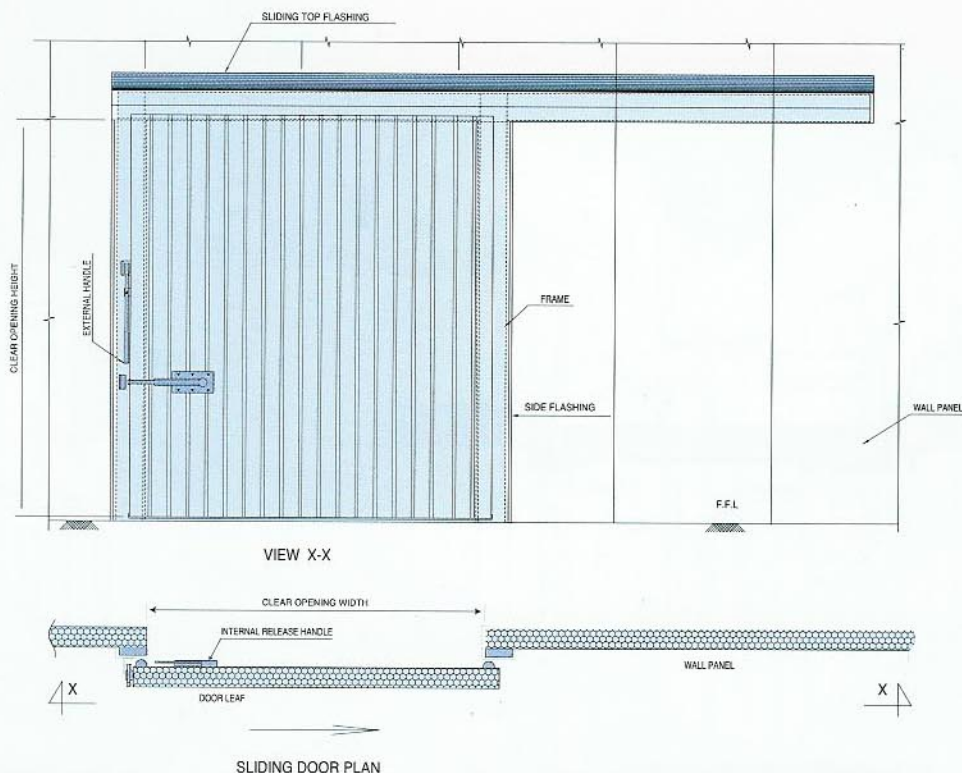 SLIDING TOP FLASHING
CLEAR OPENING HEIGHT
EXTERNAL HANDLE
FRAME
SIDE FLASHING
WALL PANEL
F.F.L
VIEW X-X
CLEAR OPENING WIDTH
INTERNAL RELEASE HANDLE
WALL PANEL
X
DOOR LEAF
X
SLIDING DOOR PLAN